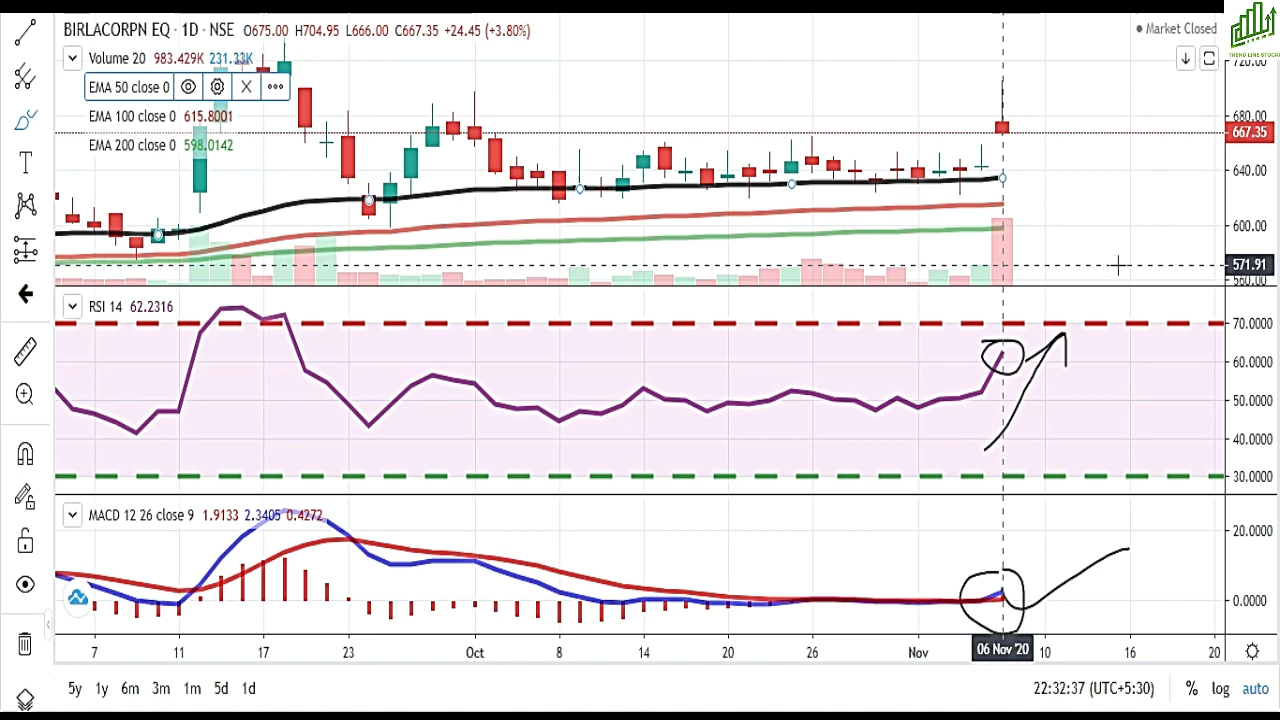 BIRLACORPN EQ · 1D · NSE O675.00 H704.95 L666.00 C667.35 +24.45 (+3.80%)
Market Closed
TREND LINE STOCKS
Volume 20 983.429K 231.33K
EMA 50 close 0
EMA 100 close 0 615.8001
EMA 200 close 0 598.0142
720.00
680.00
667.35
640.00
600.00
571.91
560.00
RSI 14 62.2316
70.0000
60.0000
50.0000
40.0000
30.0000
MACD 12 26 close 9 1.9133 2.3405 0.4272
20.0000
0.0000
7 11 17 23 Oct 8 14 20 26 Nov 06 Nov '20 10 16 20
5y 1y 6m 3m 1m 5d 1d 22:32:37 (UTC+5:30) % log auto